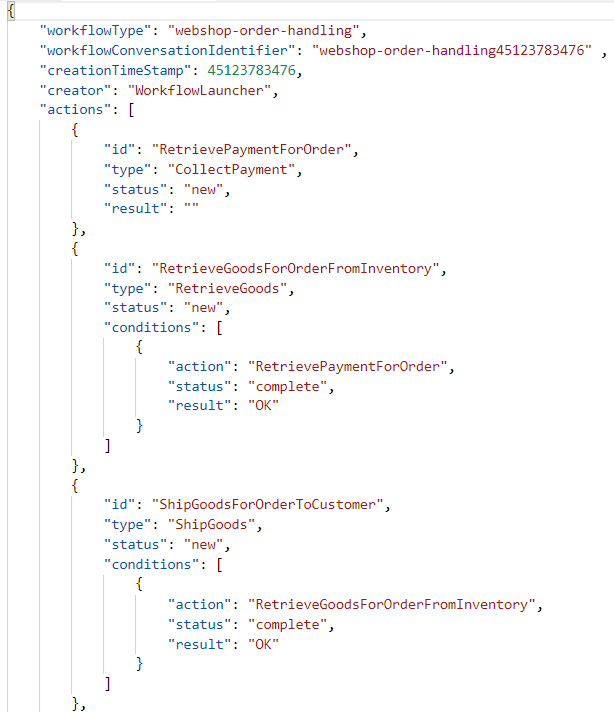 {
    "workflowType": "webshop-order-handling",
    "workflowConversationIdentifier": "webshop-order-handling45123783476" ,
    "creationTimeStamp": 45123783476,
    "creator": "WorkflowLauncher",
    "actions": [
        {
            "id": "RetrievePaymentForOrder",
            "type": "CollectPayment",
            "status": "new",
            "result": ""
        },
        {
            "id": "RetrieveGoodsForOrderFromInventory",
            "type": "RetrieveGoods",
            "status": "new",
            "conditions": [
                {
                    "action": "RetrievePaymentForOrder",
                    "status": "complete",
                    "result": "OK"
                }
            ]
        },
        {
            "id": "ShipGoodsForOrderToCustomer",
            "type": "ShipGoods",
            "status": "new",
            "conditions": [
                {
                    "action": "RetrieveGoodsForOrderFromInventory",
                    "status": "complete",
                    "result": "OK"
                }
            ]
        },